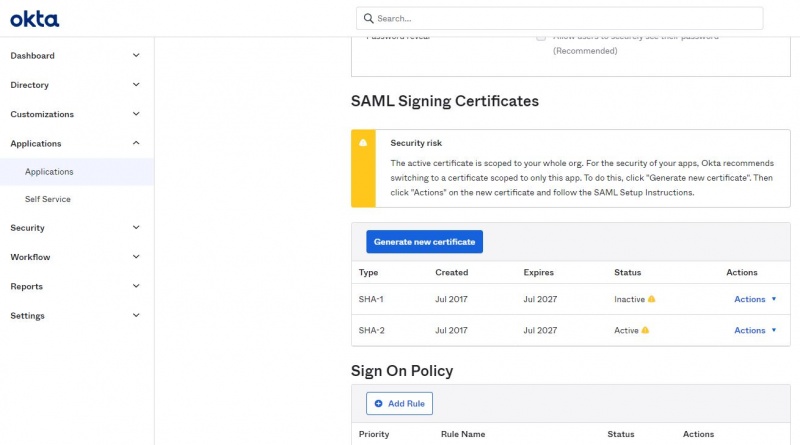 okta
Search...
Dashboard
Directory
Customizations
Applications
Applications
Self Service
Security
Workflow
Reports
Settings
Password reveal
Allow users to securely see their password
(Recommended)
SAML Signing Certificates
Security risk
The active certificate is scoped to your whole org. For the security of your apps, Okta recommends
switching to a certificate scoped to only this app. To do this, click "Generate new certificate". Then
click "Actions" on the new certificate and follow the SAML Setup Instructions.
Generate new certificate
Type Created Expires Status Actions
SHA-1 Jul 2017 Jul 2027 Inactive Actions
SHA-2 Jul 2017 Jul 2027 Active Actions
Sign On Policy
Add Rule
Priority Rule Name Status Actions